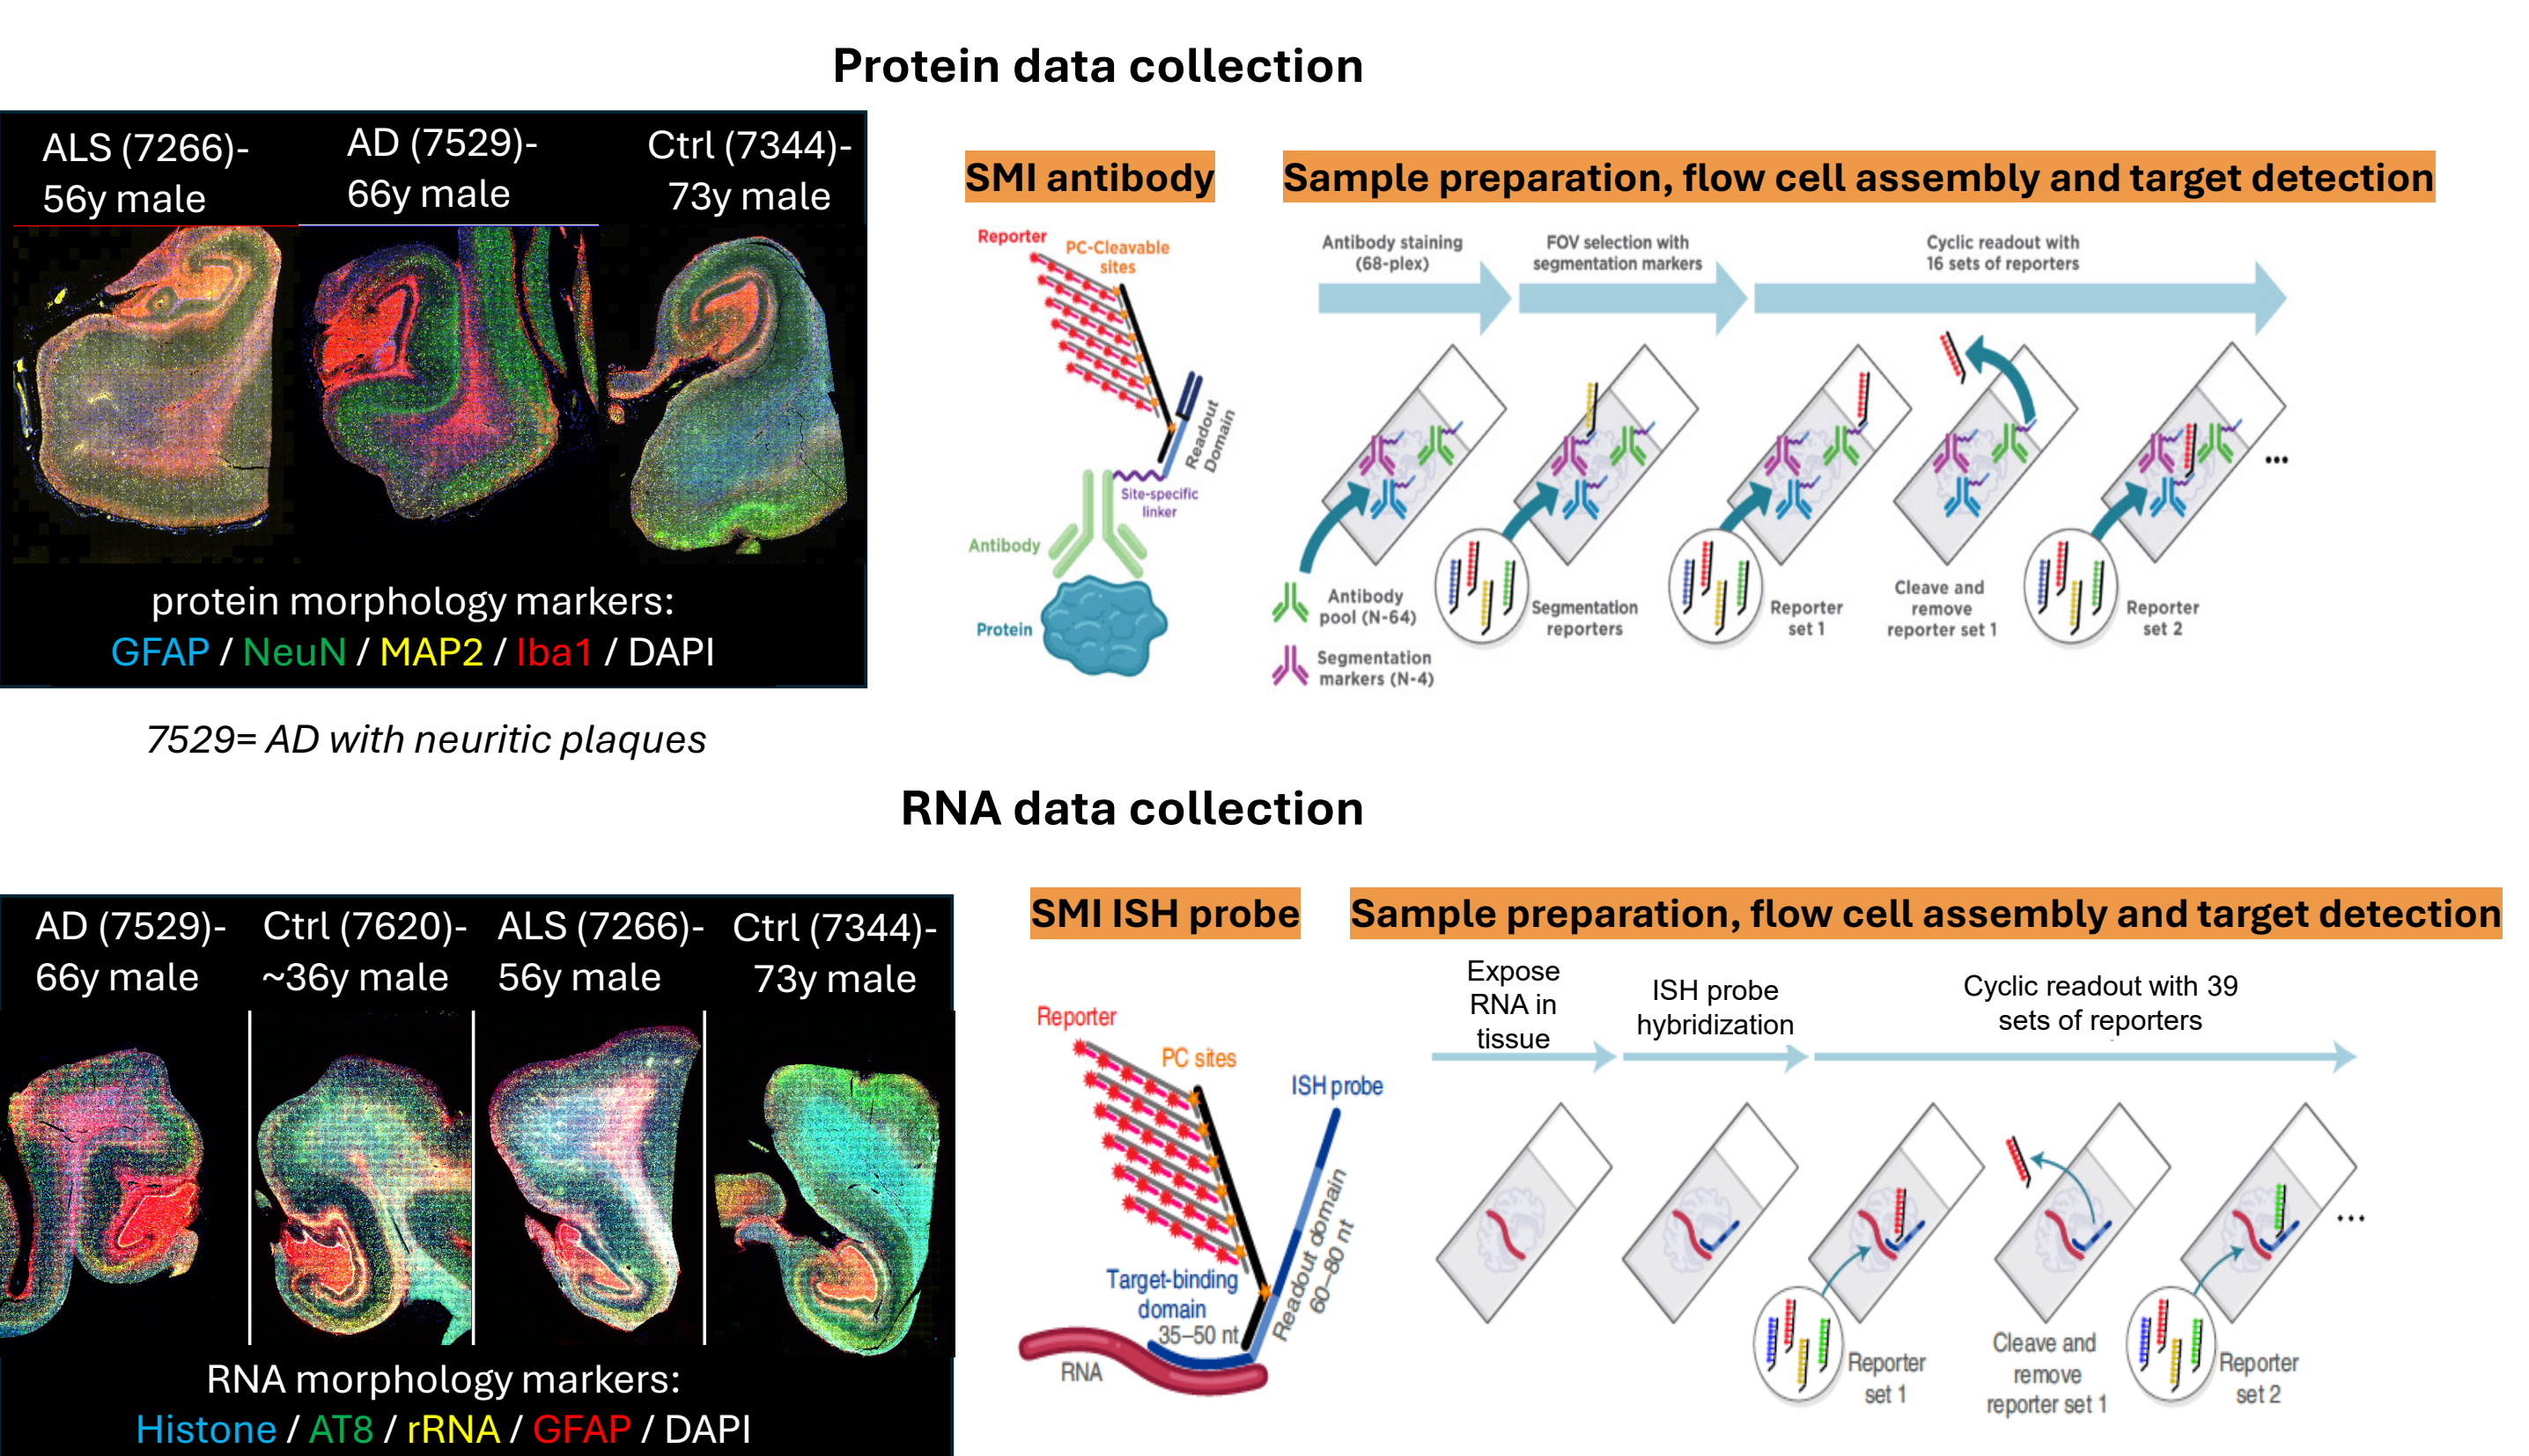 Protein data collection
ALS (7266)-
56y male
AD (7529)-
66y male
Ctrl (7344)-
73y male
protein morphology markers:
GFAP / NeuN / MAP2 / Iba1 / DAPI
7529= AD with neuritic plaques
SMI antibody
Reporter
PC-Cleavable
sites
Readout
Domain
Site-specific
linker
Antibody
Protein
Sample preparation, flow cell assembly and target detection
Antibody staining
(68-plex)
FOV selection with
segmentation markers
Cyclic readout with
16 sets of reporters
...
Antibody
pool (N-64)
Segmentation
markers (N-4)
Segmentation
reporters
Reporter
set 1
Cleave and
remove
reporter set 1
Reporter
set 2
RNA data collection
AD (7529)-
66y male
Ctrl (7620)-
~36y male
ALS (7266)-
56y male
Ctrl (7344)-
73y male
RNA morphology markers:
Histone / AT8 / rRNA / GFAP / DAPI
SMI ISH probe
Reporter
PC sites
ISH probe
Readout domain
60–80 nt
Target-binding
domain
35–50 nt
RNA
Sample preparation, flow cell assembly and target detection
Expose
RNA in
tissue
ISH probe
hybridization
Cyclic readout with 39
sets of reporters
...
Reporter
set 1
Cleave and
remove
reporter set 1
Reporter
set 2